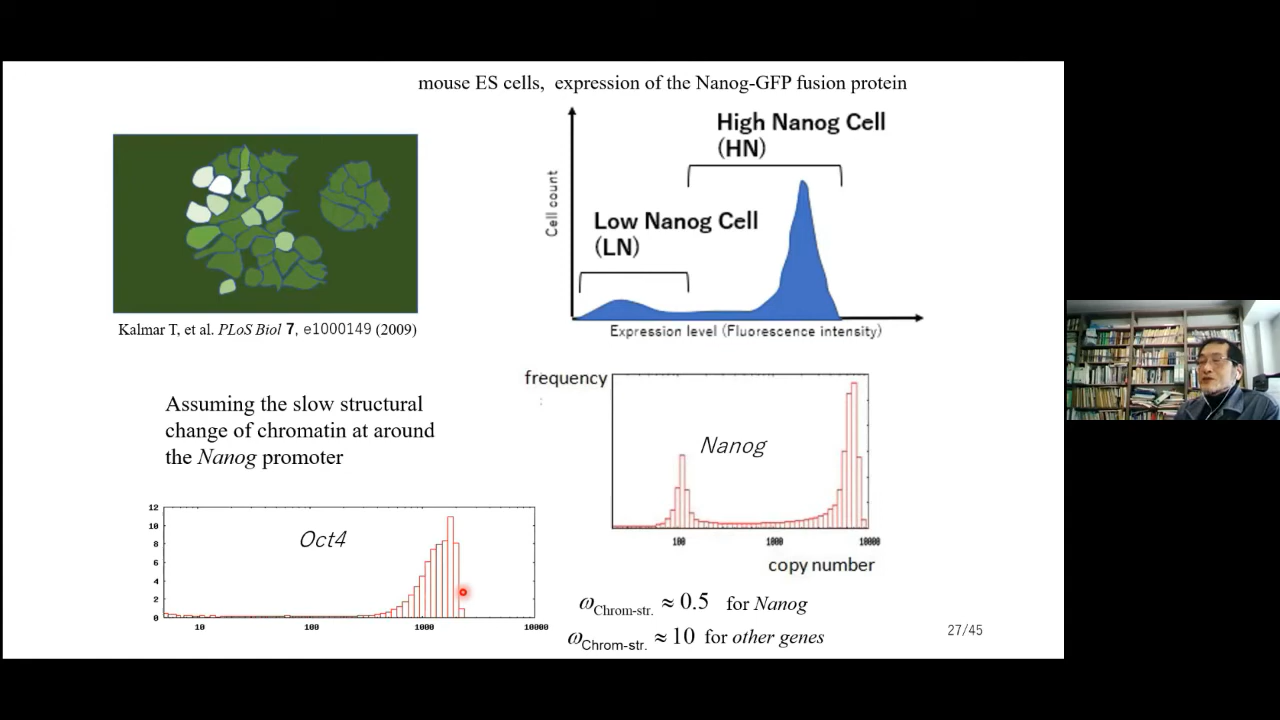 mouse ES cells, expression of the Nanog-GFP fusion protein
High Nanog Cell
(HN)
Low Nanog Cell
(LN)
Cell count
Expression level (Fluorescence intensity)
Kalmar T, et al. PLoS Biol 7, e1000149 (2009)
Assuming the slow structural
change of chromatin at around
the Nanog promoter
frequency
Nanog
100 1000 10000
copy number
Oct4
12
10
8
6
4
2
0
10 100 1000 10000
ωChrom-str. ≈ 0.5 for Nanog
ωChrom-str. ≈ 10 for other genes
27/45